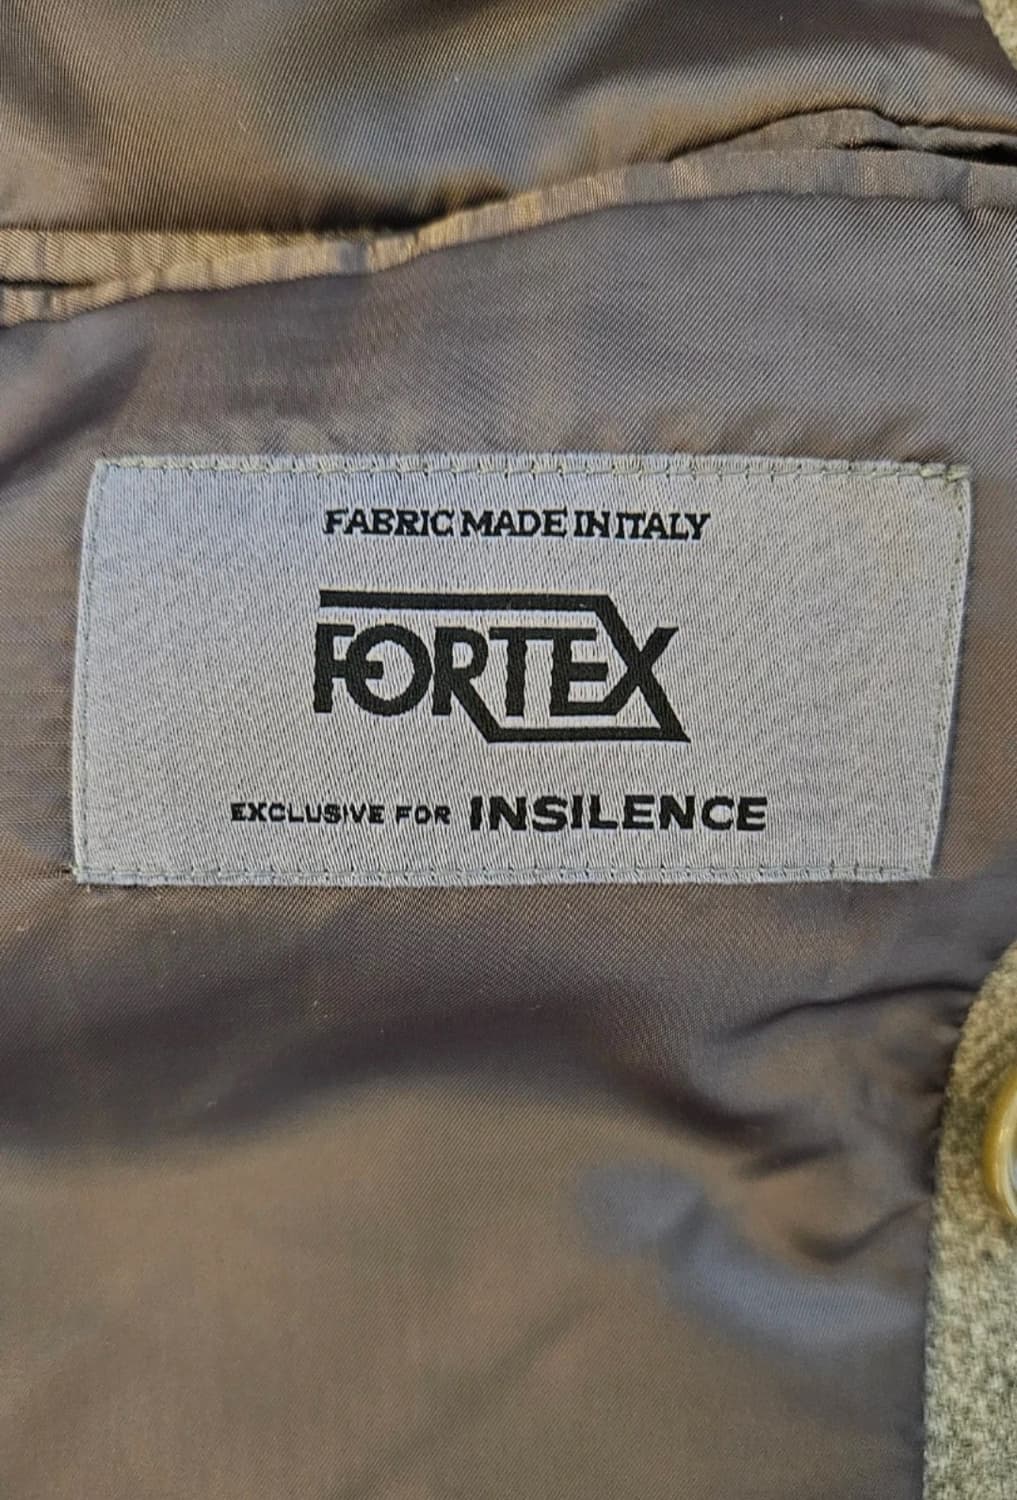 FABRIC MADE IN ITALY
FORTEX
EXCLUSIVE FOR INSILENCE